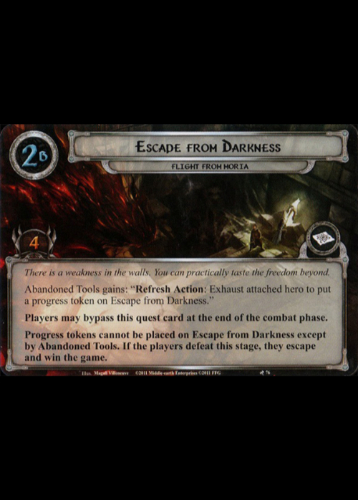 2B
ESCAPE FROM DARKNESS
FLIGHT FROM MORIA
4
There is a weakness in the walls. You can practically taste the freedom beyond.
Abandoned Tools gains: “Refresh Action: Exhaust attached hero to put
a progress token on Escape from Darkness.”
Players may bypass this quest card at the end of the combat phase.
Progress tokens cannot be placed on Escape from Darkness except
by Abandoned Tools. If the players defeat this stage, they escape
and win the game.
Illus. Magali Villeneuve ©2011 Middle-earth Enterprises ©2011 FFG